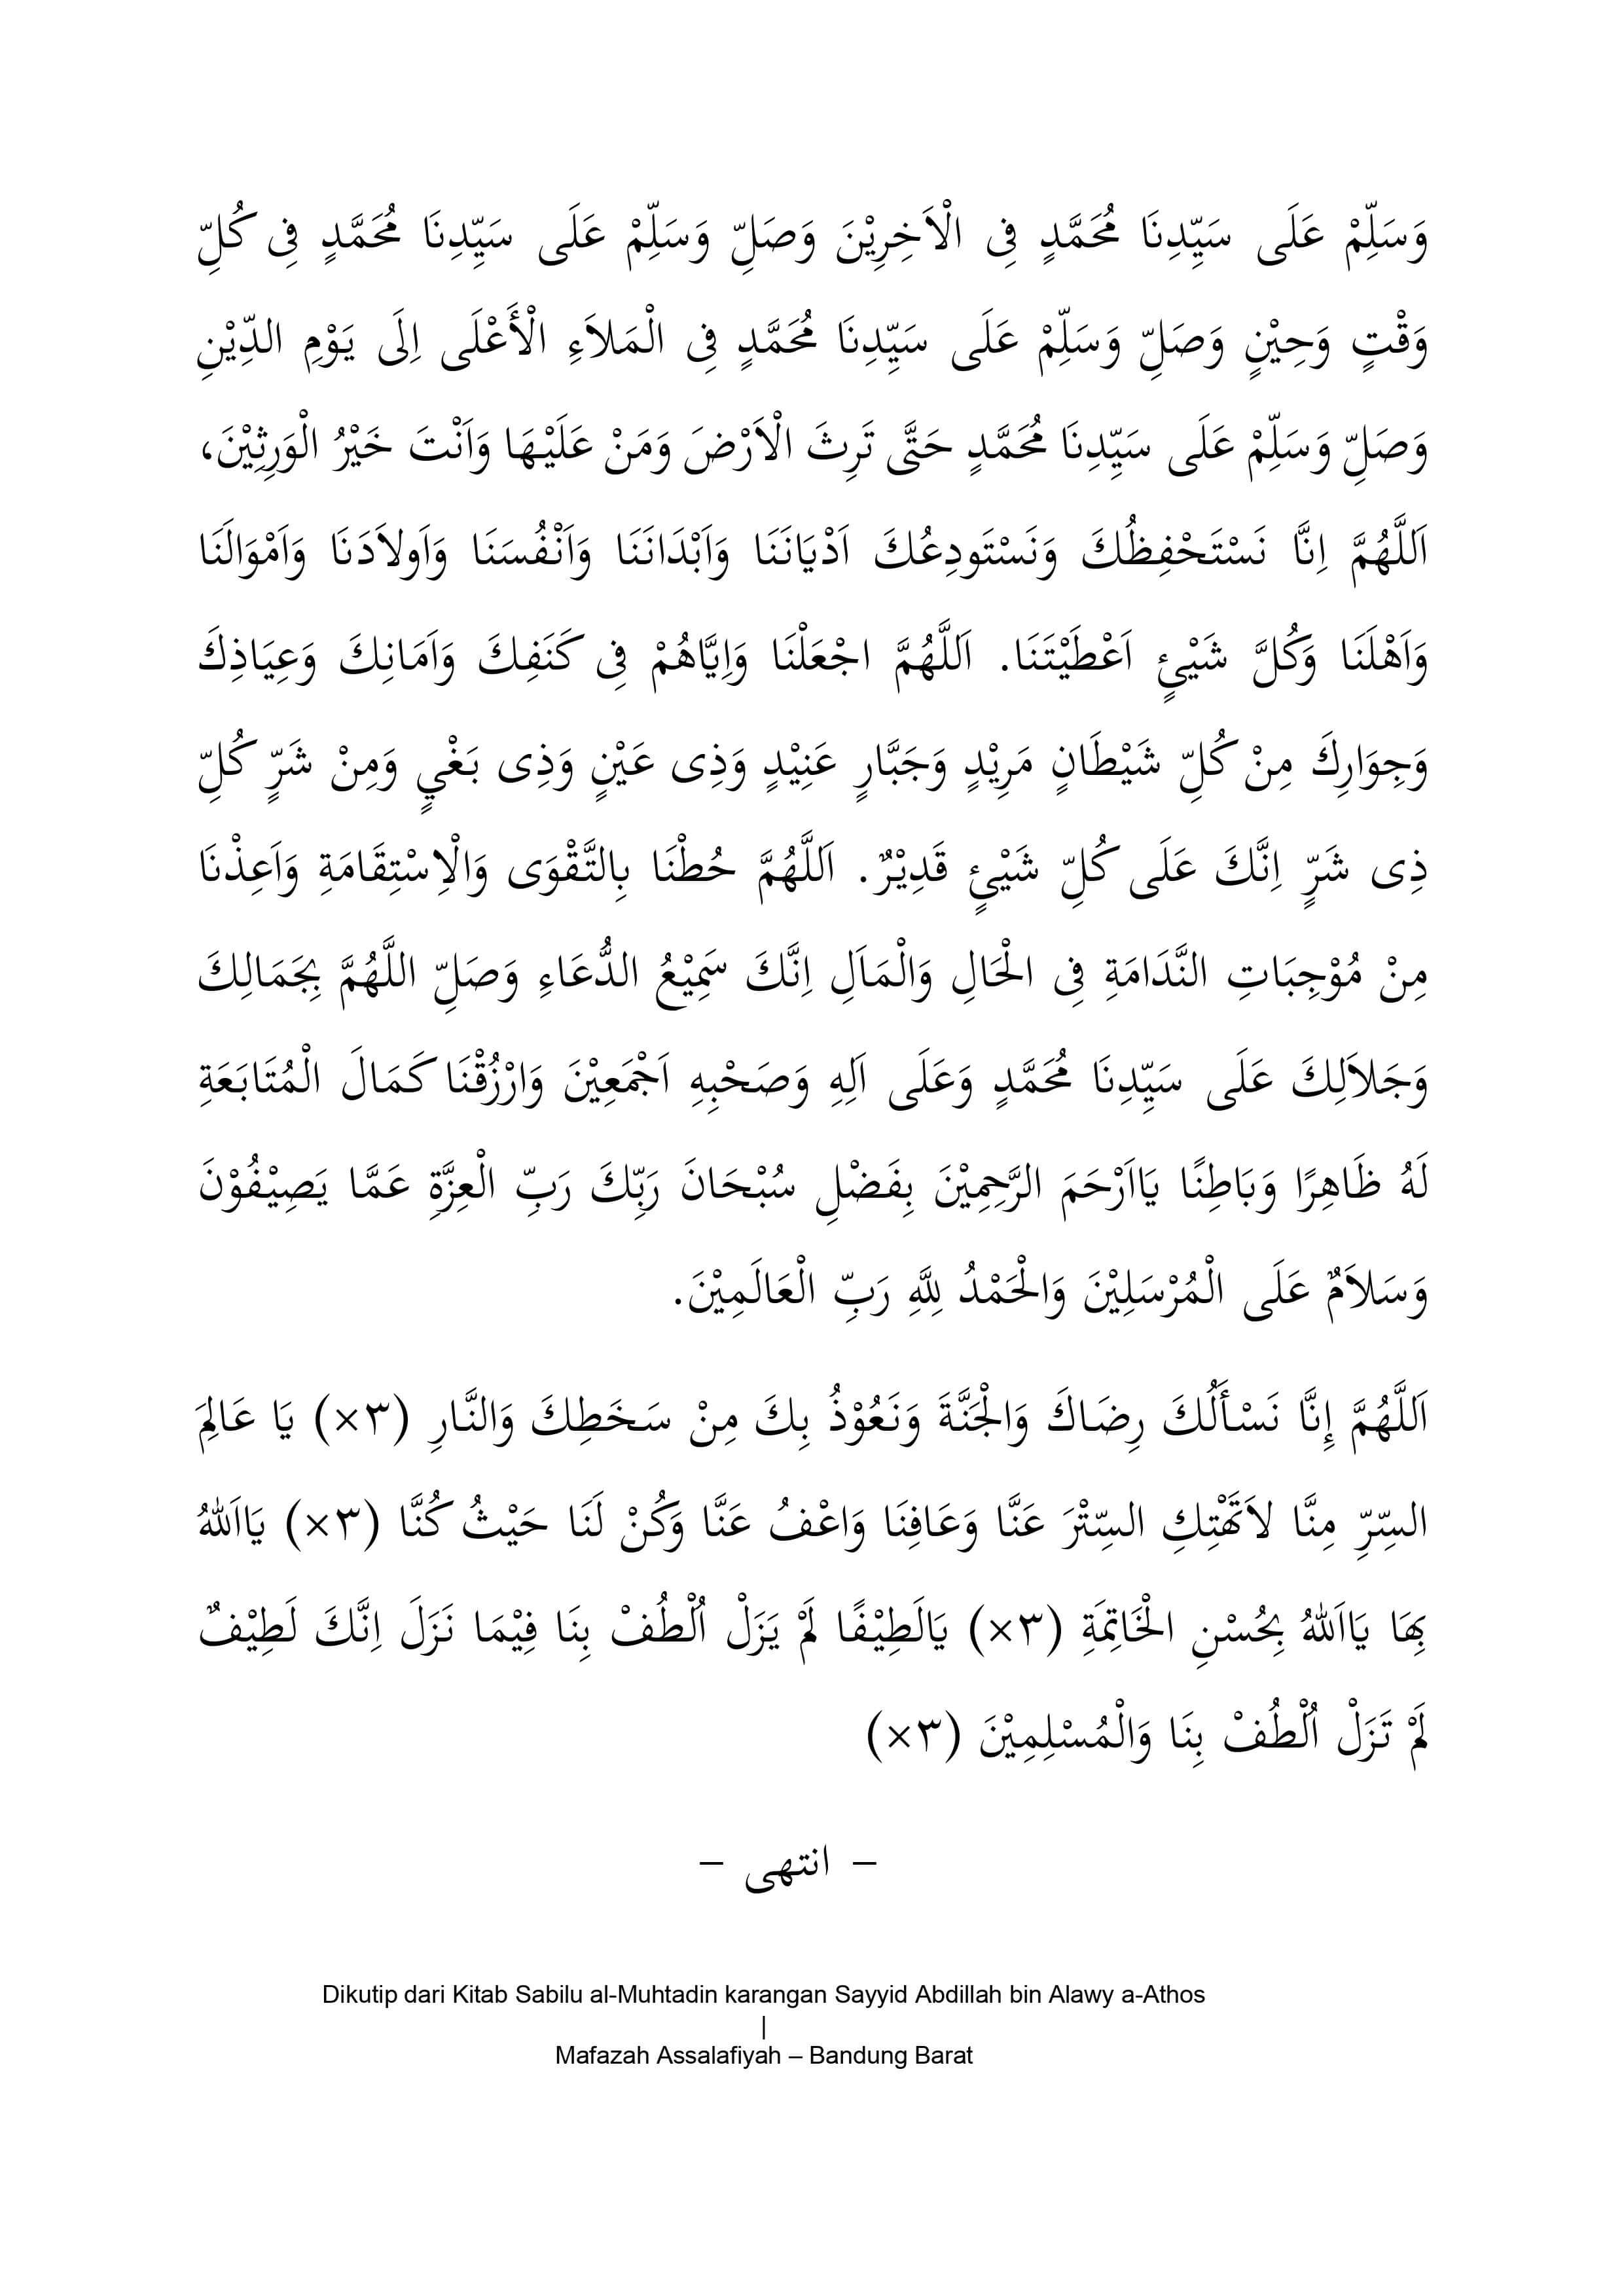 وَسَلِّمْ عَلَى سَيِّدِنَا مُحَمَّدٍ فِى الْاَخِرِيْنَ وَصَلِّ وَسَلِّمْ عَلَى سَيِّدِنَا مُحَمَّدٍ فِى كُلِّ
وَقْتٍ وَحِيْنٍ وَصَلِّ وَسَلِّمْ عَلَى سَيِّدِنَا مُحَمَّدٍ فِى الْمَلاَءِ الْأَعْلَى اِلَى يَوْمِ الدِّيْنِ
وَصَلِّ وَسَلِّمْ عَلَى سَيِّدِنَا مُحَمَّدٍ حَتَّى تَرِثَ الْاَرْضَ وَمَنْ عَلَيْهَا وَاَنْتَ خَيْرُ الْوَرِثِيْنَ،
اَللَّهُمَّ اِنَّا نَسْتَحْفِظُكَ وَنَسْتَودِعُكَ اَدْيَانَنَا وَاَبْدَانَنَا وَاَنْفُسَنَا وَاَولاَدَنَا وَاَمْوَالَنَا
وَاَهْلَنَا وَكُلَّ شَيْئٍ اَعْطَيْتَنَا. اَللَّهُمَّ اجْعَلْنَا وَاِيَّاهُمْ فِى كَنَفِكَ وَاَمَانِكَ وَعِيَاذِكَ
وَجِوَارِكَ مِنْ كُلِّ شَيْطَانٍ مَرِيْدٍ وَجَبَّارٍ عَنِيْدٍ وَذِى عَيْنٍ وَذِى بَغْيٍ وَمِنْ شَرِّ كُلِّ
ذِى شَرٍّ اِنَّكَ عَلَى كُلِّ شَيْئٍ قَدِيْرٌ. اَللَّهُمَّ حُطْنَا بِالتَّقْوَى وَالْاِسْتِقَامَةِ وَاَعِذْنَا
مِنْ مُوْجِبَاتِ النَّدَامَةِ فِى الْحَالِ وَالْمَاَلِ اِنَّكَ سَمِيْعُ الدُّعَاءِ وَصَلِّ اللَّهُمَّ بِجَمَالِكَ
وَجَلاَلِكَ عَلَى سَيِّدِنَا مُحَمَّدٍ وَعَلَى اَلِهِ وَصَحْبِهِ اَجْمَعِيْنَ وَارْزُقْنَا كَمَالَ الْمُتَابَعَةِ
لَهُ ظَاهِرًا وَبَاطِنًا يَااَرْحَمَ الرَّحِمِيْنَ بِفَضْلِ سُبْحَانَ رَبِّكَ رَبِّ الْعِزَّةِ عَمَّا يَصِيْفُوْنَ
وَسَلاَمٌ عَلَى الْمُرْسَلِيْنَ وَالْحَمْدُ لِلَّهِ رَبِّ الْعَالَمِيْنَ.
اَللَّهُمَّ إِنَّا نَسْأَلُكَ رِضَاكَ وَالْجَنَّةَ وَنَعُوْذُ بِكَ مِنْ سَخَطِكَ وَالنَّارِ (٣×) يَا عَالِمَ
السِّرِّ مِنَّا لاَتَهْتِكِ السِّتْرَ عَنَّا وَعَافِنَا وَاعْفُ عَنَّا وَكُنْ لَنَا حَيْثُ كُنَّا (٣×) يَااَللهُ
بِهَا يَااَللهُ بِحُسْنِ الْخَاتِمَةِ (٣×) يَالَطِيْفًا لَمْ يَزَلْ اُلْطُفْ بِنَا فِيْمَا نَزَلَ اِنَّكَ لَطِيْفٌ
لَمْ تَزَلْ اُلْطُفْ بِنَا وَالْمُسْلِمِيْنَ (٣×)
– انتهى –
Dikutip dari Kitab Sabilu al-Muhtadin karangan Sayyid Abdillah bin Alawy a-Athos
|
Mafazah Assalafiyah – Bandung Barat